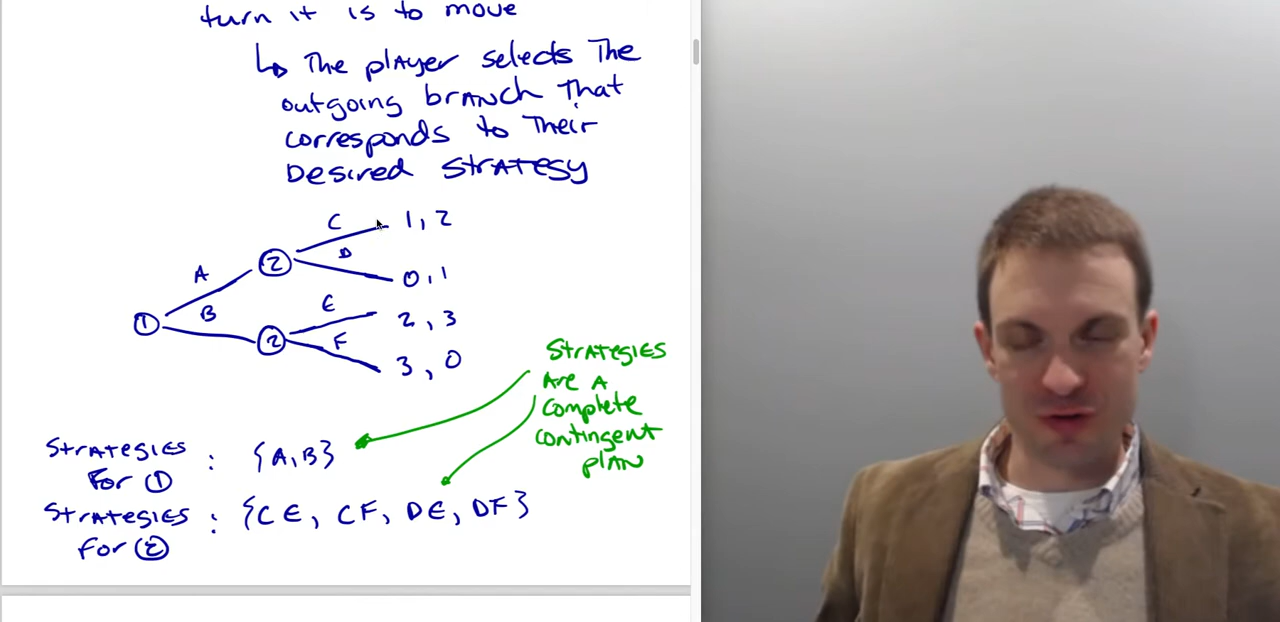 turn it is to move
↳ The player selects The
outgoing branch that
corresponds to Their
Desired Strategy
C 1, 2
A 2 D
0, 1
1 B E
2 F 2, 3
3, 0
Strategies
Are A
complete
contingent
plan
Strategies : {A, B}
For 1
Strategies : {CE, CF, DE, DF}
for 2